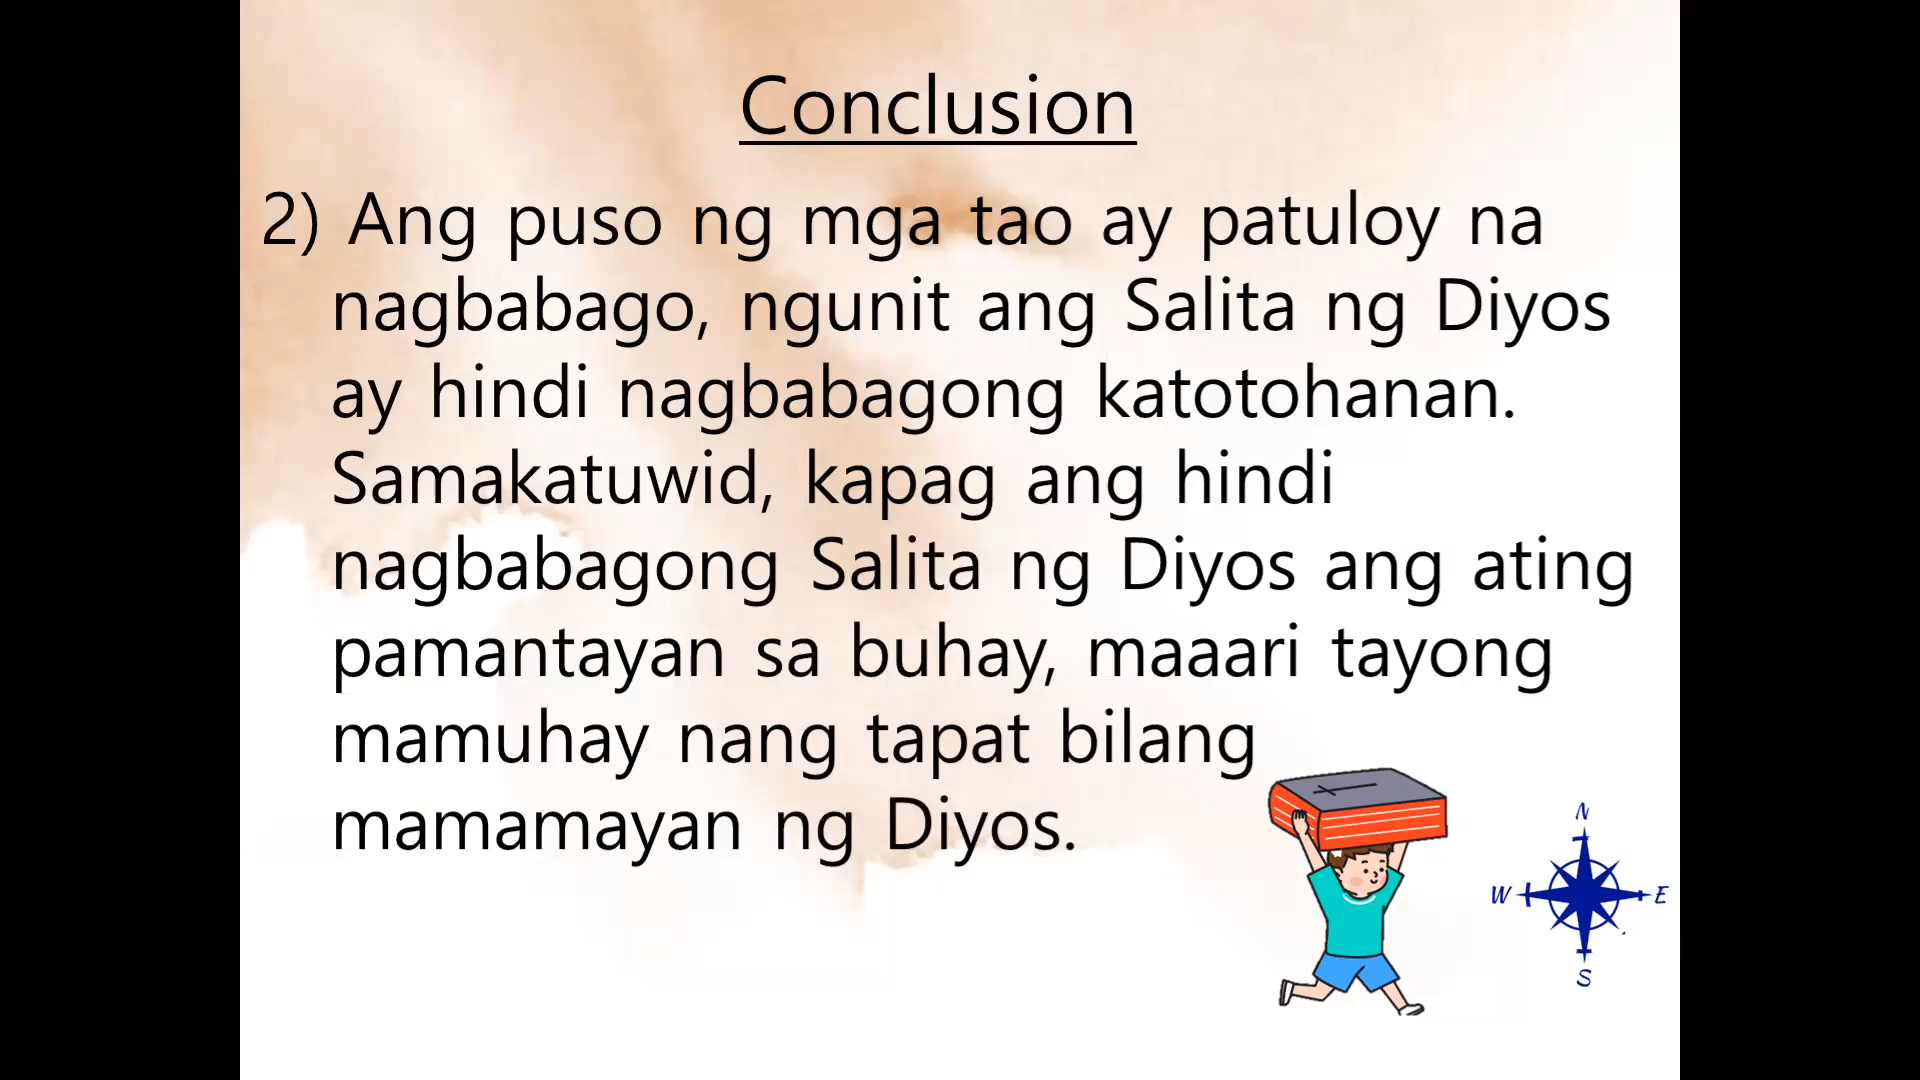 Conclusion
2) Ang puso ng mga tao ay patuloy na
nagbabago, ngunit ang Salita ng Diyos
ay hindi nagbabagong katotohanan.
Samakatuwid, kapag ang hindi
nagbabagong Salita ng Diyos ang ating
pamantayan sa buhay, maaari tayong
mamuhay nang tapat bilang
mamamayan ng Diyos.
N
W E
S